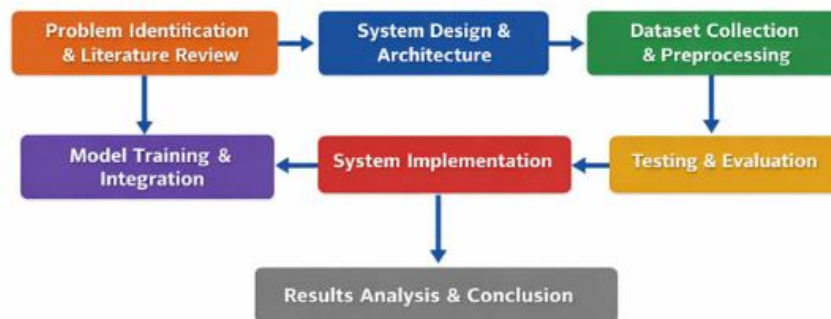 Problem Identification
& Literature Review
System Design &
Architecture
Dataset Collection
& Preprocessing
Model Training &
Integration
System Implementation
Testing & Evaluation
Results Analysis & Conclusion